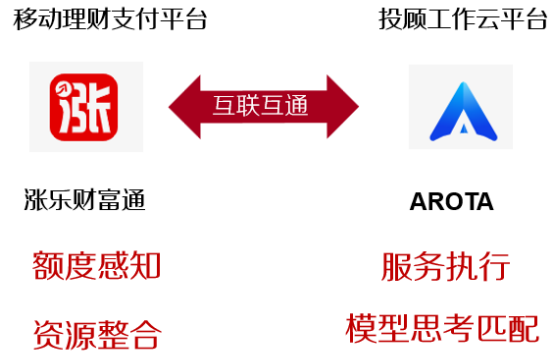 移动理财支付平台
投顾工作云平台
涨
互联互通
涨乐财富通
AROTA
额度感知
服务执行
资源整合
模型思考匹配